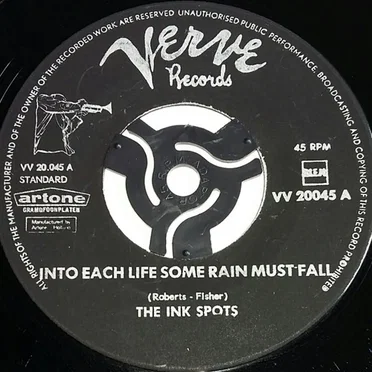 ALL RIGHTS OF THE MANUFACTURER AND OF THE OWNER OF THE RECORDED WORK ARE RESERVED UNAUTHORISED PUBLIC PERFORMANCE, BROADCASTING AND COPYING OF THIS RECORD PROHIBITED
Verve
Records
VV 20.045 A
STANDARD
45 RPM
artone
GRAMOFOONPLATEN
VV 20045 A
Manufactured by
INTO EACH LIFE SOME RAIN MUST FALL
(Roberts - Fisher)
THE INK SPOTS